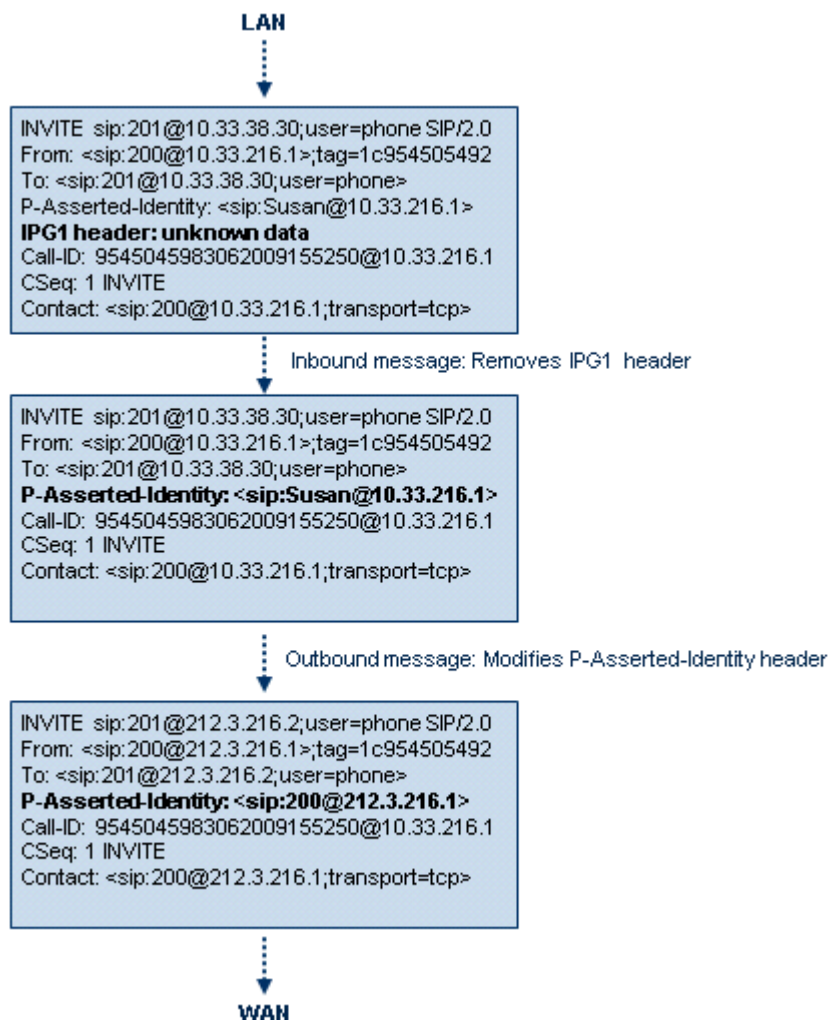 LAN
INVITE sip:201@10.33.38.30;user=phone SIP/2.0
From: <sip:200@10.33.216.1>;tag=1c954505492
To: <sip:201@10.33.38.30;user=phone>
P-Asserted-Identity: <sip:Susan@10.33.216.1>
IPG1 header: unknown data
Call-ID: 95450459830620091552​50@10.33.216.1
CSeq: 1 INVITE
Contact: <sip:200@10.33.216.1;transport=tcp>
Inbound message: Removes IPG1 header
INVITE sip:201@10.33.38.30;user=phone SIP/2.0
From: <sip:200@10.33.216.1>;tag=1c954505492
To: <sip:201@10.33.38.30;user=phone>
P-Asserted-Identity: <sip:Susan@10.33.216.1>
Call-ID: 9545045983062009155250@10.33.216.1
CSeq: 1 INVITE
Contact: <sip:200@10.33.216.1;transport=tcp>
Outbound message: Modifies P-Asserted-Identity header
INVITE sip:201@212.3.216.2;user=phone SIP/2.0
From: <sip:200@212.3.216.1>;tag=1c954505492
To: <sip:201@212.3.216.2;user=phone>
P-Asserted-Identity: <sip:200@212.3.216.1>
Call-ID: 9545045983062009155250@10.33.216.1
CSeq: 1 INVITE
Contact: <sip:200@212.3.216.1;transport=tcp>
WAN